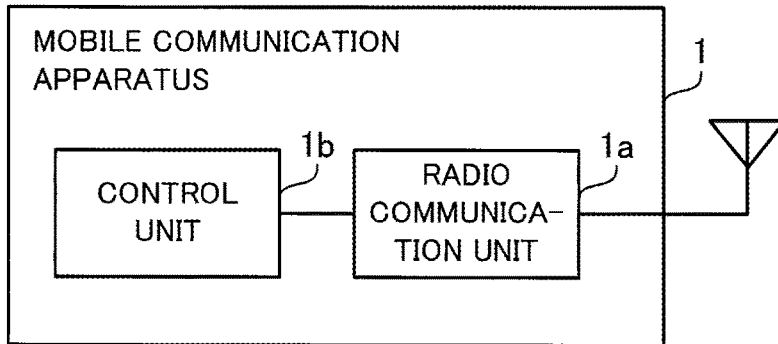 MOBILE COMMUNICATION
APPARATUS
1
1b
1a
CONTROL
UNIT
RADIO
COMMUNICA-
TION UNIT